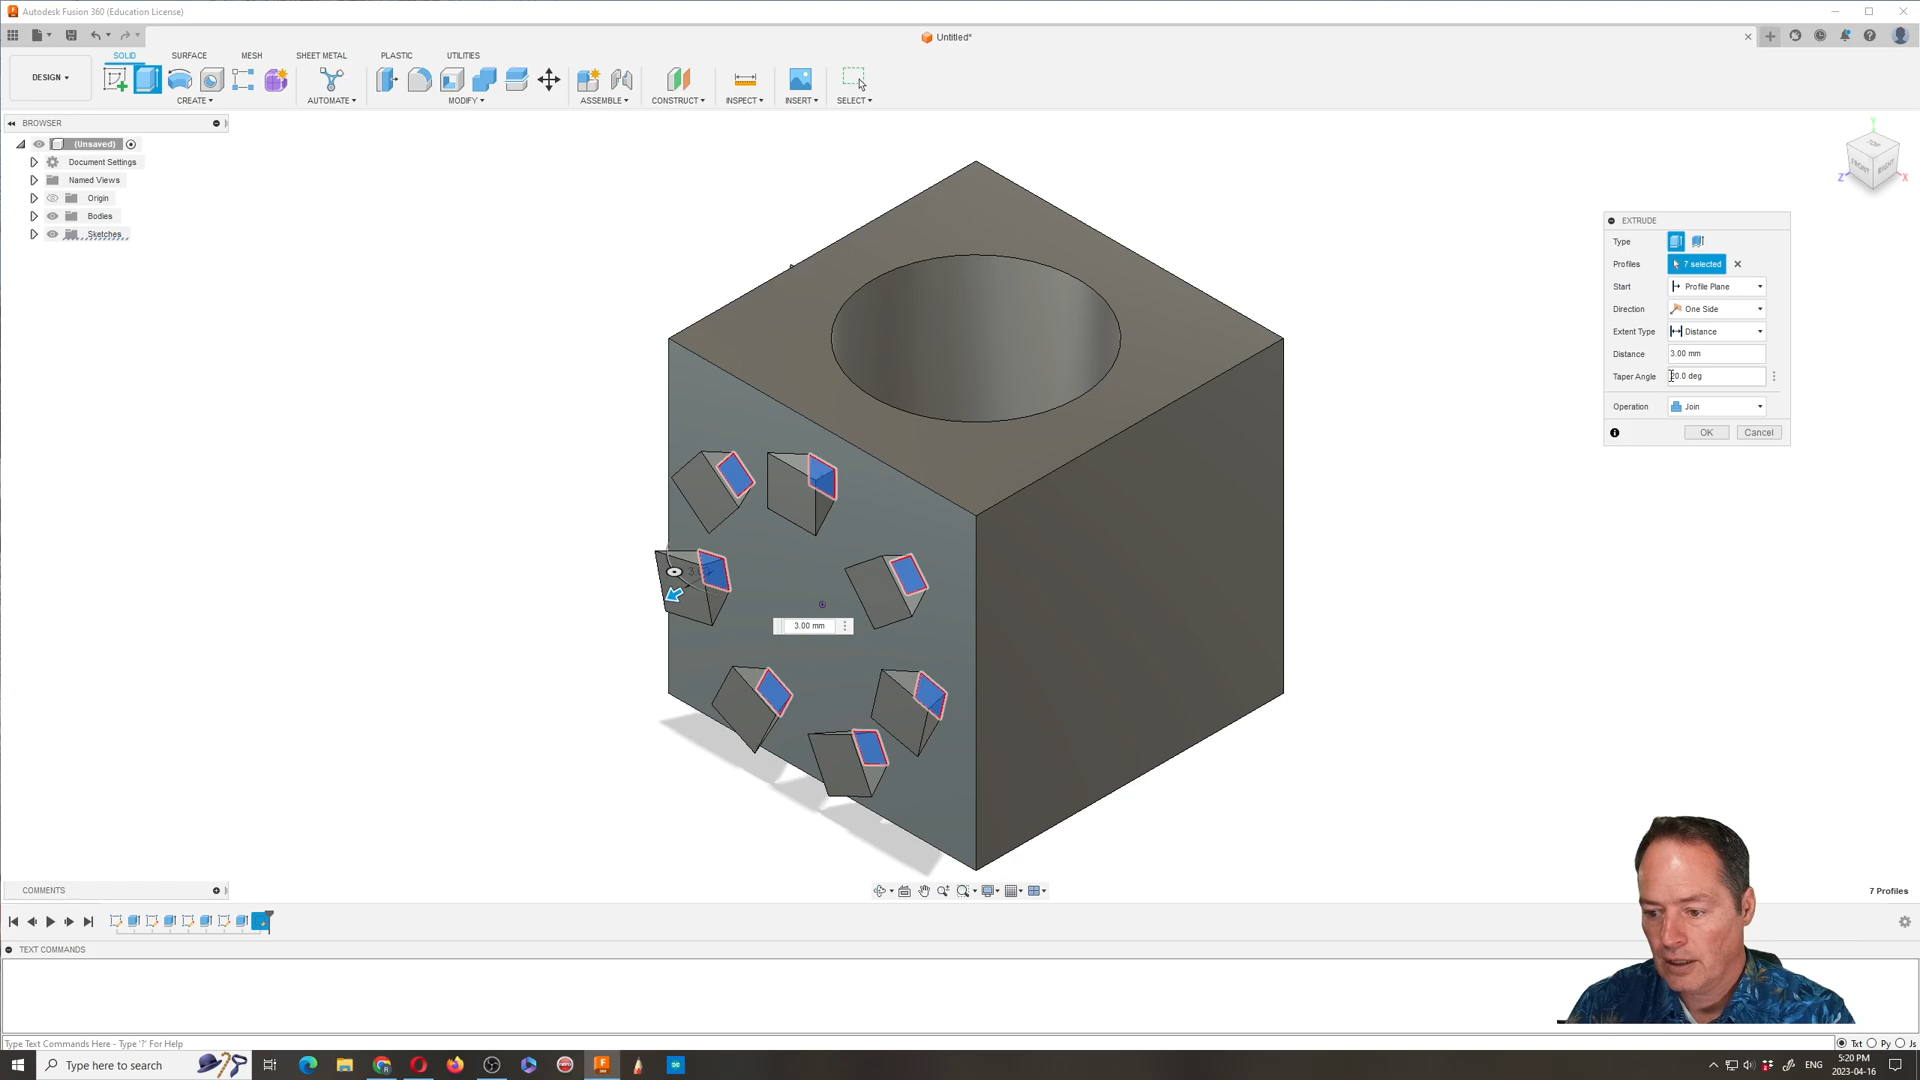 Autodesk Fusion 360 (Education License)
Untitled*
SOLID SURFACE MESH SHEET METAL PLASTIC UTILITIES
DESIGN
CREATE AUTOMATE MODIFY ASSEMBLE CONSTRUCT INSPECT INSERT SELECT
BROWSER
(Unsaved)
Document Settings
Named Views
Origin
Bodies
Sketches
Y
TOP
FRONT RIGHT
Z X
EXTRUDE
Type
Profiles 7 selected
Start Profile Plane
Direction One Side
Extent Type Distance
Distance 3.00 mm
Taper Angle 20.0 deg
Operation Join
OK Cancel
3.00 mm
COMMENTS
7 Profiles
TEXT COMMANDS
Type Text Commands Here - Type '?' For Help
Txt Py Js
Type here to search
ENG
5:20 PM
2023-04-16